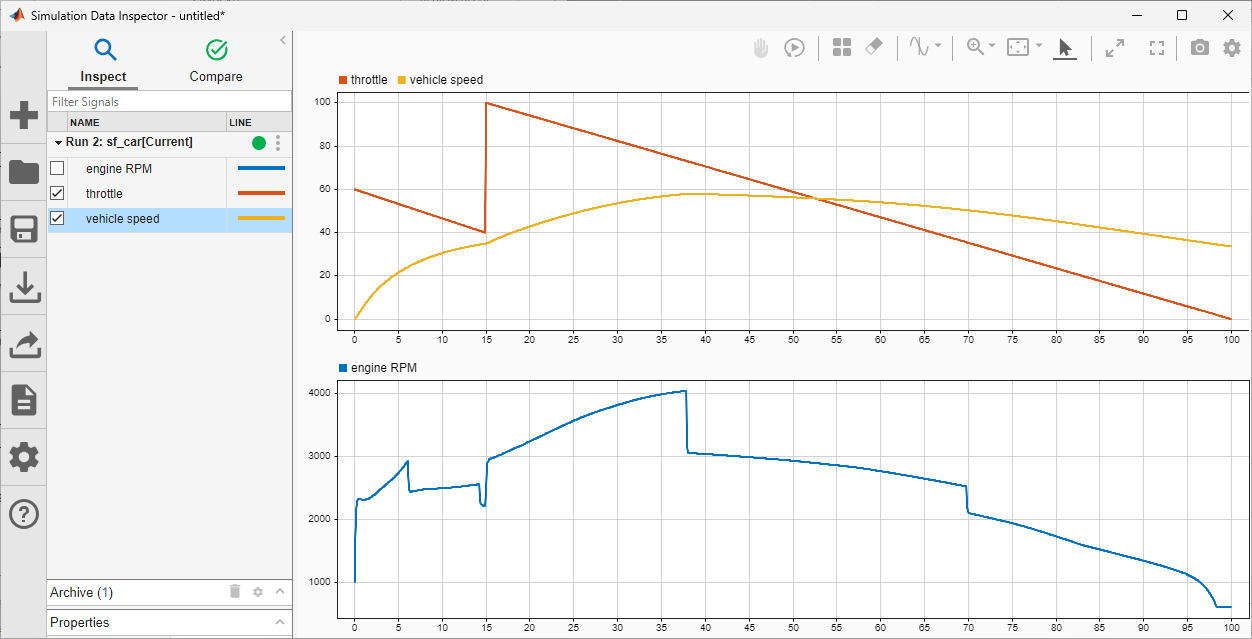 Simulation Data Inspector - untitled*
Inspect
Compare
Filter Signals
NAME LINE
Run 2: sf_car[Current]
engine RPM
throttle
vehicle speed
Archive (1)
Properties
throttle vehicle speed
100
80
60
40
20
0
0 5 10 15 20 25 30 35 40 45 50 55 60 65 70 75 80 85 90 95 100
engine RPM
4000
3000
2000
1000
0 5 10 15 20 25 30 35 40 45 50 55 60 65 70 75 80 85 90 95 100